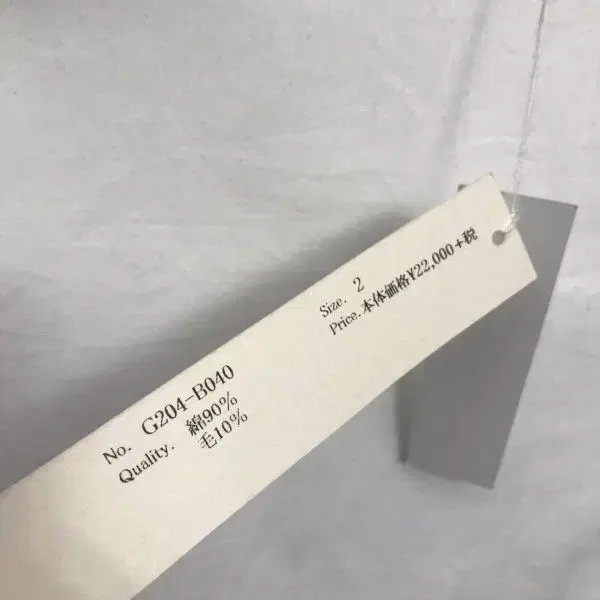 No. G204-B040
Quality. 綿90%
毛10%
Size. 2
Price. 本体価格¥22,000+税